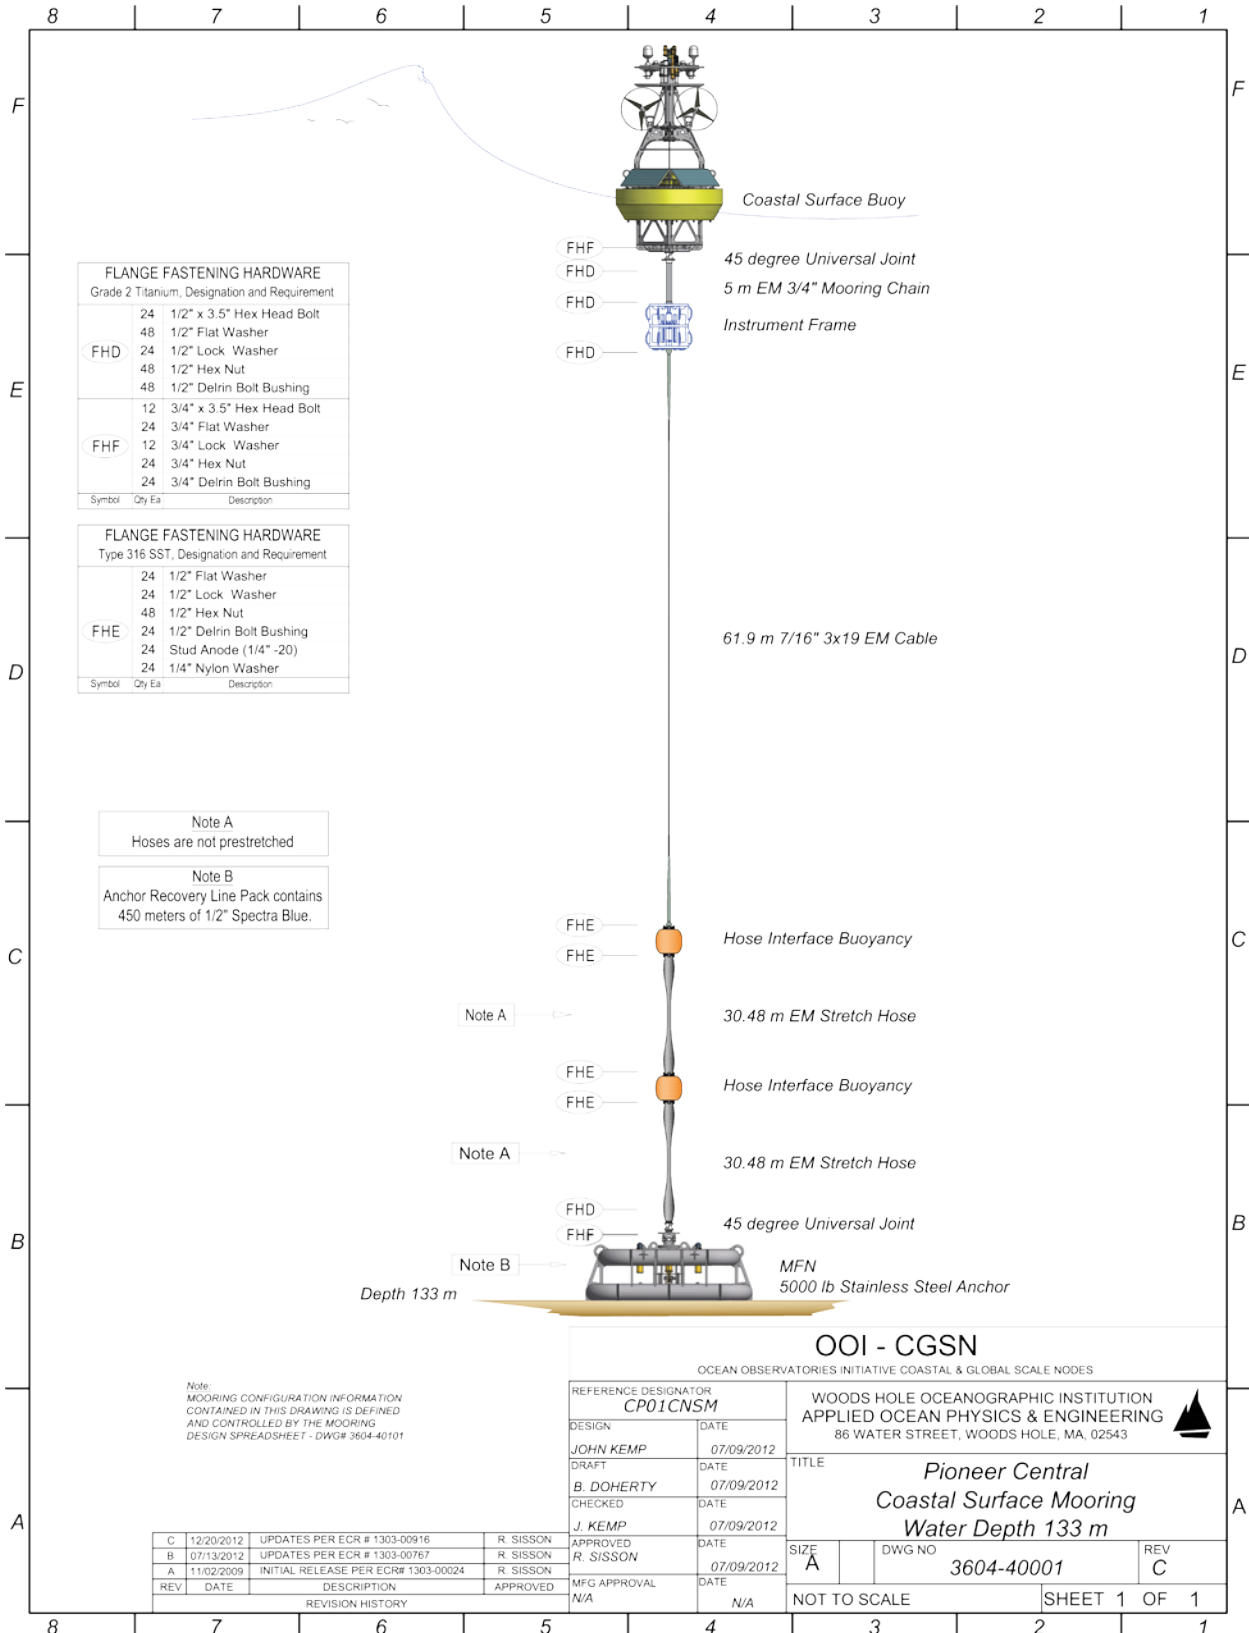 8 7 6 5 4 3 2 1
F
F
Coastal Surface Buoy
FHF
45 degree Universal Joint
FHD
5 m EM 3/4" Mooring Chain
FHD
Instrument Frame
FHD
FLANGE FASTENING HARDWARE
Grade 2 Titanium, Designation and Requirement
24 1/2" x 3.5" Hex Head Bolt
48 1/2" Flat Washer
FHD 24 1/2" Lock Washer
48 1/2" Hex Nut
48 1/2" Delrin Bolt Bushing
12 3/4" x 3.5" Hex Head Bolt
24 3/4" Flat Washer
FHF 12 3/4" Lock Washer
24 3/4" Hex Nut
24 3/4" Delrin Bolt Bushing
Symbol Qty Ea Description
E
E
FLANGE FASTENING HARDWARE
Type 316 SST, Designation and Requirement
24 1/2" Flat Washer
24 1/2" Lock Washer
48 1/2" Hex Nut
FHE 24 1/2" Delrin Bolt Bushing
24 Stud Anode (1/4" -20)
24 1/4" Nylon Washer
Symbol Qty Ea Description
61.9 m 7/16" 3x19 EM Cable
D
D
Note A
Hoses are not prestretched
Note B
Anchor Recovery Line Pack contains
450 meters of 1/2" Spectra Blue.
FHE
Hose Interface Buoyancy
FHE
C
C
Note A
30.48 m EM Stretch Hose
FHE
Hose Interface Buoyancy
FHE
Note A
30.48 m EM Stretch Hose
FHD
45 degree Universal Joint
FHF
B
B
Note B
MFN
5000 lb Stainless Steel Anchor
Depth 133 m
OOI - CGSN
OCEAN OBSERVATORIES INITIATIVE COASTAL & GLOBAL SCALE NODES
Note:
MOORING CONFIGURATION INFORMATION
CONTAINED IN THIS DRAWING IS DEFINED
AND CONTROLLED BY THE MOORING
DESIGN SPREADSHEET - DWG# 3604-40101
REFERENCE DESIGNATOR
CP01CNSM
WOODS HOLE OCEANOGRAPHIC INSTITUTION
APPLIED OCEAN PHYSICS & ENGINEERING
86 WATER STREET, WOODS HOLE, MA, 02543
DESIGN DATE
JOHN KEMP 07/09/2012
DRAFT DATE
B. DOHERTY 07/09/2012
CHECKED DATE
J. KEMP 07/09/2012
APPROVED DATE
R. SISSON 07/09/2012
MFG APPROVAL DATE
N/A N/A
TITLE
Pioneer Central
Coastal Surface Mooring
Water Depth 133 m
SIZE DWG NO REV
A 3604-40001 C
NOT TO SCALE SHEET 1 OF 1
A
A
C 12/20/2012 UPDATES PER ECR # 1303-00916 R. SISSON
B 07/13/2012 UPDATES PER ECR # 1303-00767 R. SISSON
A 11/02/2009 INITIAL RELEASE PER ECR# 1303-00024 R. SISSON
REV DATE DESCRIPTION APPROVED
REVISION HISTORY
8 7 6 5 4 3 2 1